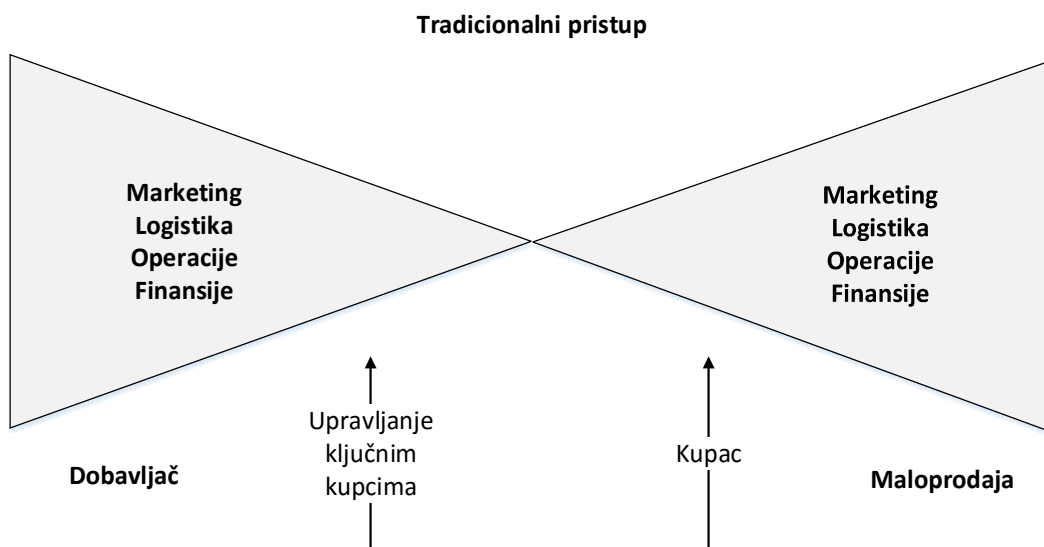 Tradicionalni pristup
Marketing
Logistika
Operacije
Finansije
Marketing
Logistika
Operacije
Finansije
Upravljanje
ključnim
kupcima
Kupac
Dobavljač
Maloprodaja